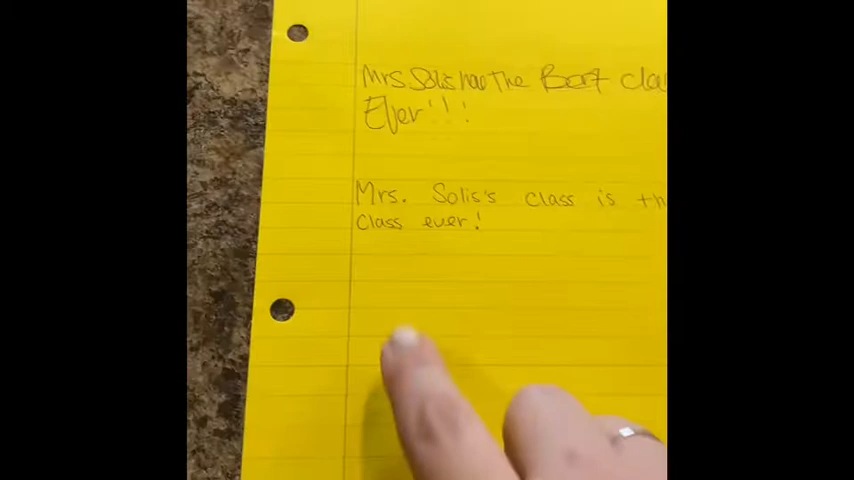 Mrs Solis has The Best cla
Ever!!!
Mrs. Solis's class is th
class ever!